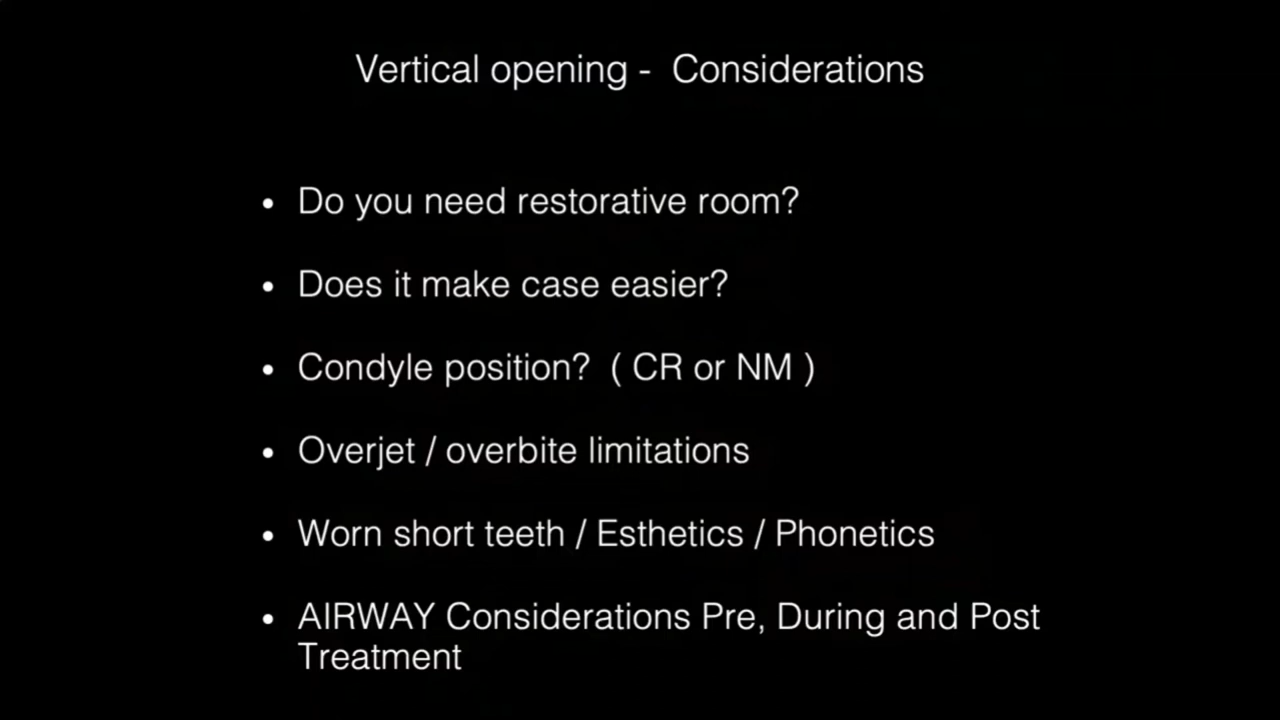 Vertical opening - Considerations
• Do you need restorative room?
• Does it make case easier?
• Condyle position? ( CR or NM )
• Overjet / overbite limitations
• Worn short teeth / Esthetics / Phonetics
• AIRWAY Considerations Pre, During and Post
Treatment